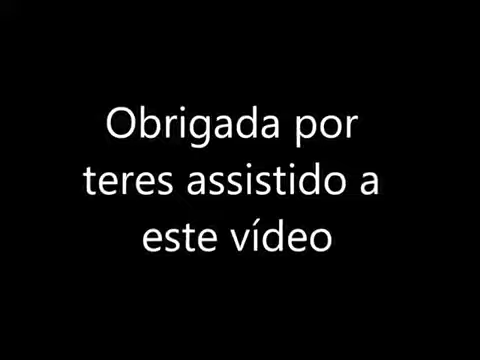 Obrigada por
teres assistido a
este vídeo